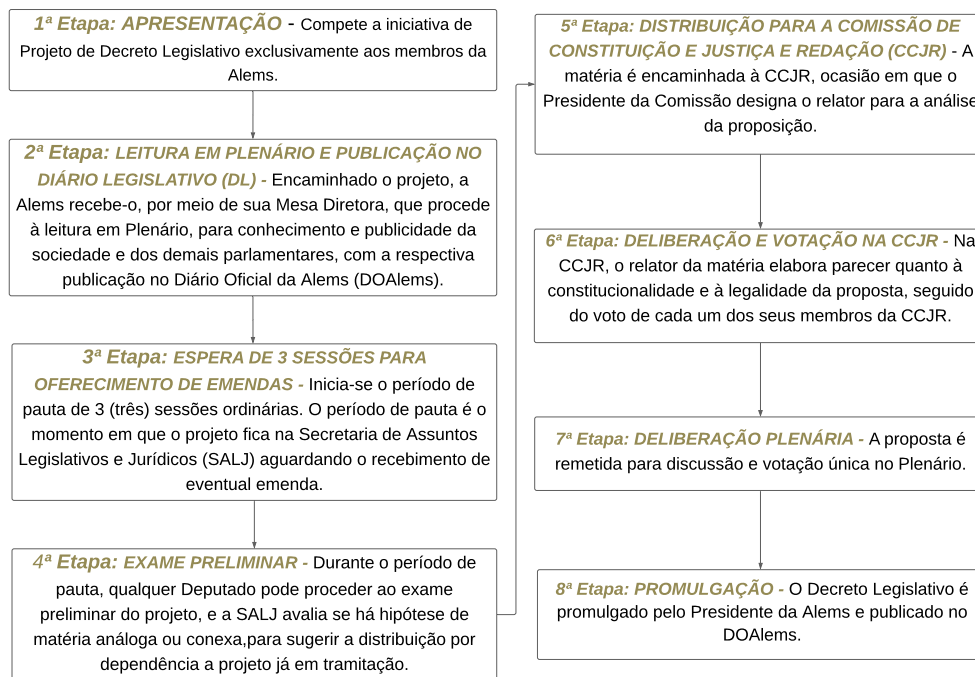 1ª Etapa: APRESENTAÇÃO - Compete a iniciativa de
Projeto de Decreto Legislativo exclusivamente aos membros da
Alems.
2ª Etapa: LEITURA EM PLENÁRIO E PUBLICAÇÃO NO
DIÁRIO LEGISLATIVO (DL) - Encaminhado o projeto, a
Alems recebe-o, por meio de sua Mesa Diretora, que procede
à leitura em Plenário, para conhecimento e publicidade da
sociedade e dos demais parlamentares, com a respectiva
publicação no Diário Oficial da Alems (DOAlems).
3ª Etapa: ESPERA DE 3 SESSÕES PARA
OFERECIMENTO DE EMENDAS - Inicia-se o período de
pauta de 3 (três) sessões ordinárias. O período de pauta é o
momento em que o projeto fica na Secretaria de Assuntos
Legislativos e Jurídicos (SALJ) aguardando o recebimento de
eventual emenda.
4ª Etapa: EXAME PRELIMINAR - Durante o período de
pauta, qualquer Deputado pode proceder ao exame
preliminar do projeto, e a SALJ avalia se há hipótese de
matéria análoga ou conexa,para sugerir a distribuição por
dependência a projeto já em tramitação.
5ª Etapa: DISTRIBUIÇÃO PARA A COMISSÃO DE
CONSTITUIÇÃO E JUSTIÇA E REDAÇÃO (CCJR) - A
matéria é encaminhada à CCJR, ocasião em que o
Presidente da Comissão designa o relator para a análise
da proposição.
6ª Etapa: DELIBERAÇÃO E VOTAÇÃO NA CCJR - Na
CCJR, o relator da matéria elabora parecer quanto à
constitucionalidade e à legalidade da proposta, seguido
do voto de cada um dos seus membros da CCJR.
7ª Etapa: DELIBERAÇÃO PLENÁRIA - A proposta é
remetida para discussão e votação única no Plenário.
8ª Etapa: PROMULGAÇÃO - O Decreto Legislativo é
promulgado pelo Presidente da Alems e publicado no
DOAlems.